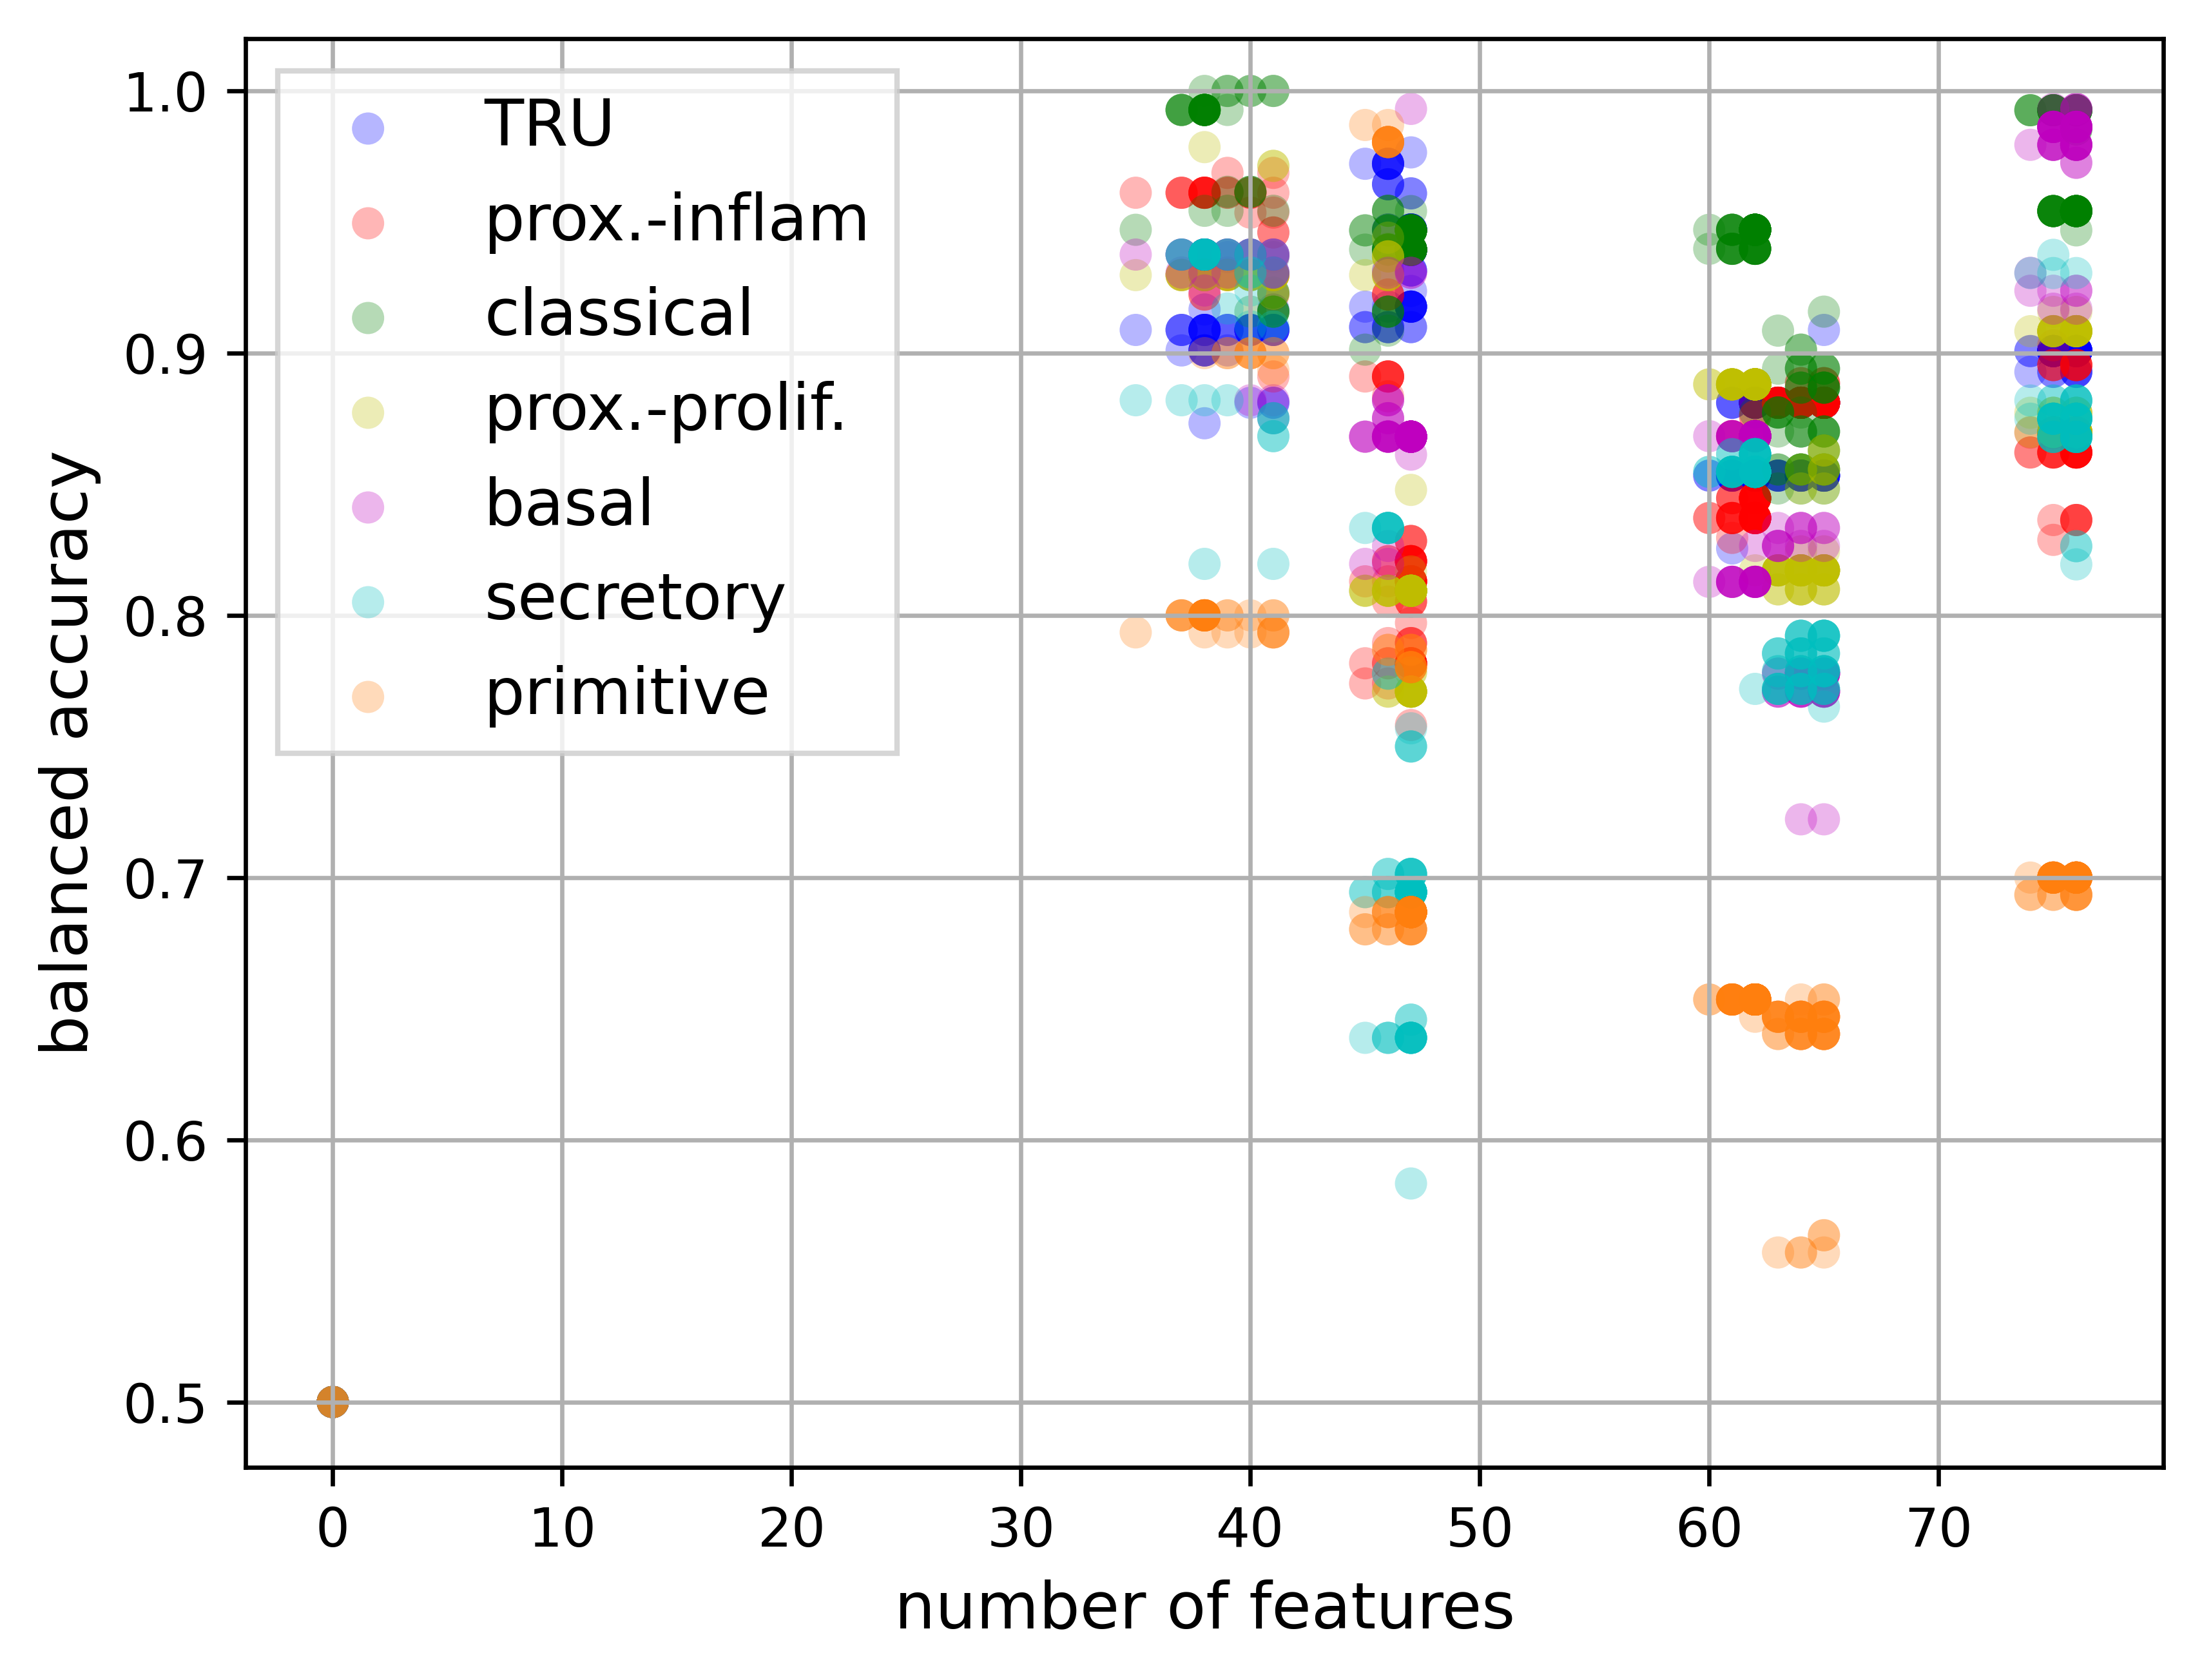 1.0
0.9
0.8
0.7
0.6
0.5
balanced accuracy
TRU
prox.-inflam
classical
prox.-prolif.
basal
secretory
primitive
0 10 20 30 40 50 60 70
number of features